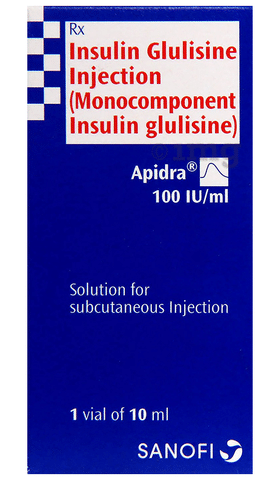 Rx
Insulin Glulisine
Injection
(Monocomponent
Insulin glulisine)
Apidra®
100 IU/ml
Solution for
subcutaneous Injection
1 vial of 10 ml
SANOFI